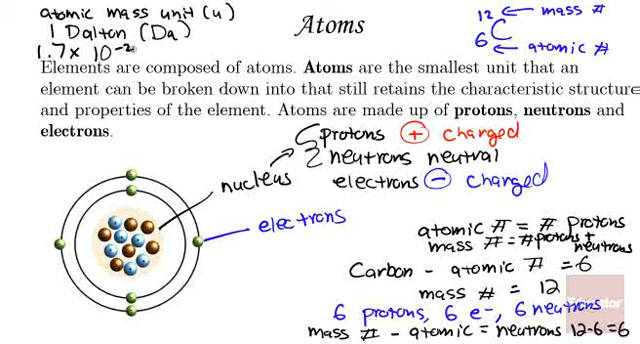 atomic mass unit (u)
1 Dalton (Da)
1.7 x 10⁻²
Atoms
12 ← mass #
C
6 ← atomic #
Elements are composed of atoms. Atoms are the smallest unit that an
element can be broken down into that still retains the characteristic structure
and properties of the element. Atoms are made up of protons, neutrons and
electrons.
protons + charged
neutrons neutral
electrons − charged
nucleus
electrons
atomic # = # protons
mass # = # protons +
neutrons
Carbon - atomic # = 6
mass # = 12
6 protons, 6 e-, 6 neutrons
mass # - atomic = neutrons 12-6=6